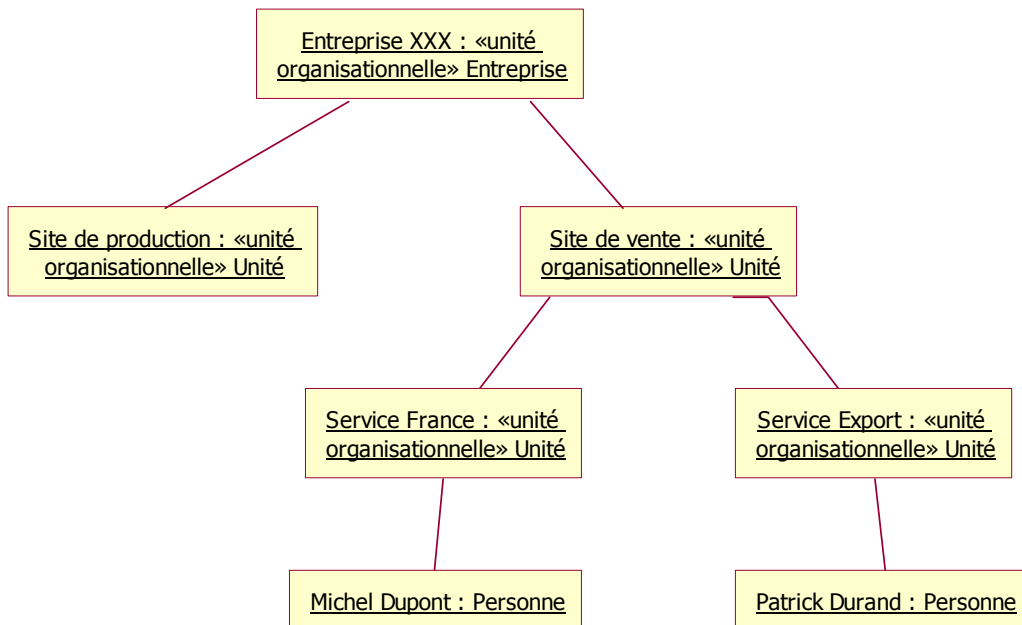 Entreprise XXX : «unité
organisationnelle» Entreprise
Site de production : «unité
organisationnelle» Unité
Site de vente : «unité
organisationnelle» Unité
Service France : «unité
organisationnelle» Unité
Service Export : «unité
organisationnelle» Unité
Michel Dupont : Personne
Patrick Durand : Personne